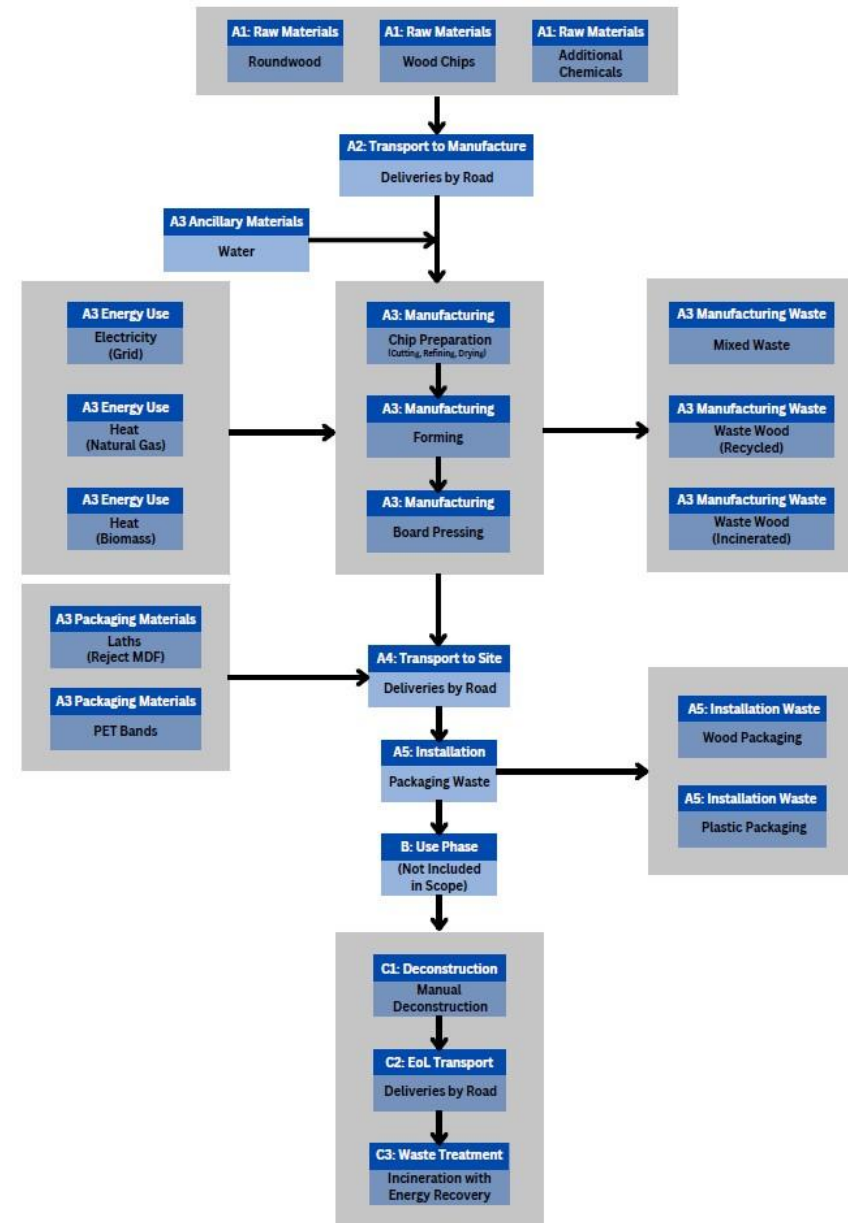 A1: Raw Materials
Roundwood
A1: Raw Materials
Wood Chips
A1: Raw Materials
Additional
Chemicals
A2: Transport to Manufacture
Deliveries by Road
A3 Ancillary Materials
Water
A3 Energy Use
Electricity
(Grid)
A3 Energy Use
Heat
(Natural Gas)
A3 Energy Use
Heat
(Biomass)
A3: Manufacturing
Chip Preparation
(Cutting, Refining, Drying)
A3: Manufacturing
Forming
A3: Manufacturing
Board Pressing
A3 Manufacturing Waste
Mixed Waste
A3 Manufacturing Waste
Waste Wood
(Recycled)
A3 Manufacturing Waste
Waste Wood
(Incinerated)
A3 Packaging Materials
Laths
(Reject MDF)
A3 Packaging Materials
PET Bands
A4: Transport to Site
Deliveries by Road
A5: Installation
Packaging Waste
A5: Installation Waste
Wood Packaging
A5: Installation Waste
Plastic Packaging
B: Use Phase
(Not Included
in Scope)
C1: Deconstruction
Manual
Deconstruction
C2: EoL Transport
Deliveries by Road
C3: Waste Treatment
Incineration with
Energy Recovery